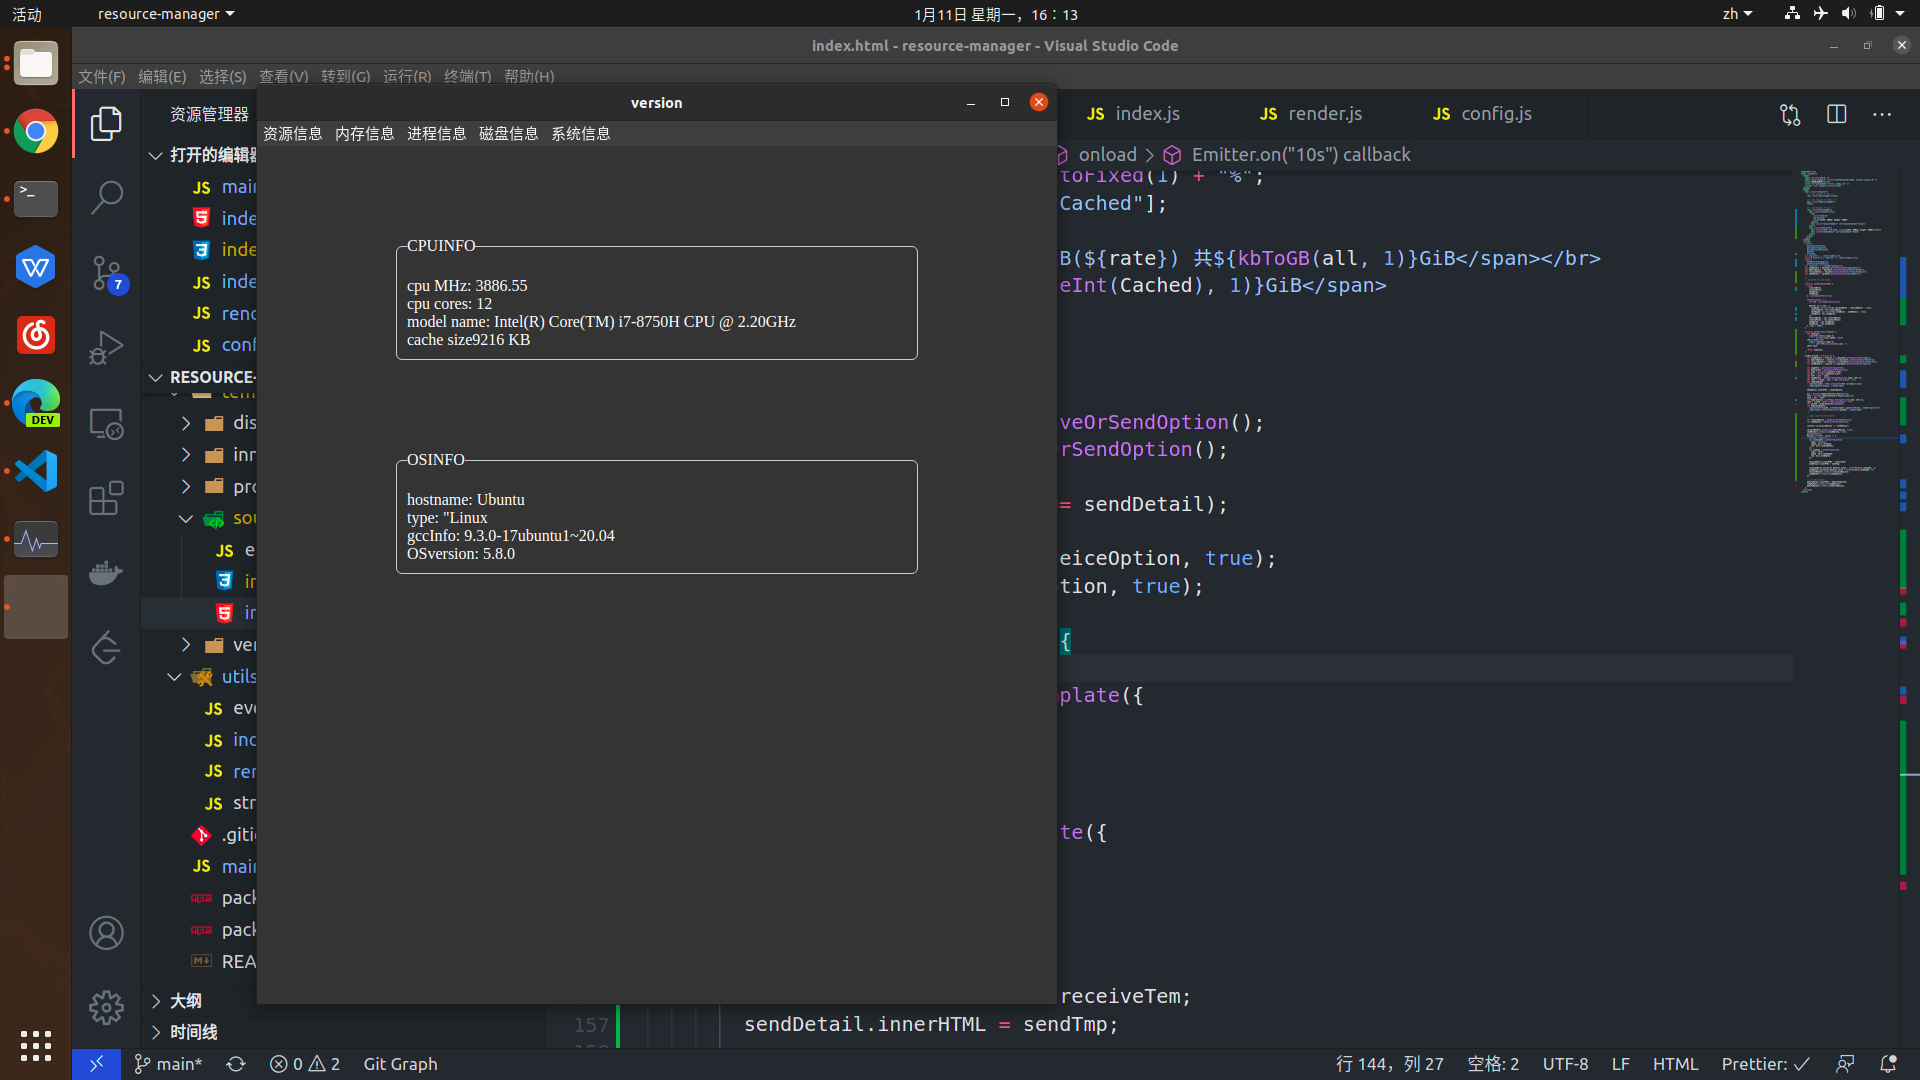 活动
resource-manager
1月11日 星期一，16：13
zh
index.html - resource-manager - Visual Studio Code
文件(F) 编辑(E) 选择(S) 查看(V) 转到(G) 运行(R) 终端(T) 帮助(H)
资源管理器
version
index.js
render.js
config.js
资源信息 内存信息 进程信息 磁盘信息 系统信息
打开的编辑器
onload
Emitter.on("10s") callback
JS mai
inde
inde
JS inde
JS rend
JS conf
RESOURCE-
dis
inn
pro
sou
JS e
in
in
ver
utils
JS eve
JS ind
JS ren
JS str
.giti
JS main
pack
pack
REA
大纲
时间线
7
DEV
CPUINFO
cpu MHz: 3886.55
cpu cores: 12
model name: Intel(R) Core(TM) i7-8750H CPU @ 2.20GHz
cache size9216 KB
OSINFO
hostname: Ubuntu
type: "Linux
gccInfo: 9.3.0-17ubuntu1~20.04
OSversion: 5.8.0
toFixed(1) + "%";
Cached"];
B(${rate}) 共${kbToGB(all, 1)}GiB</span></br>
eInt(Cached), 1)}GiB</span>
veOrSendOption();
rSendOption();
= sendDetail);
eiceOption, true);
tion, true);
{
plate({
te({
receiveTem;
157 sendDetail.innerHTML = sendTmp;
main*
0
2
Git Graph
行 144，列 27
空格: 2
UTF-8
LF
HTML
Prettier: ✓